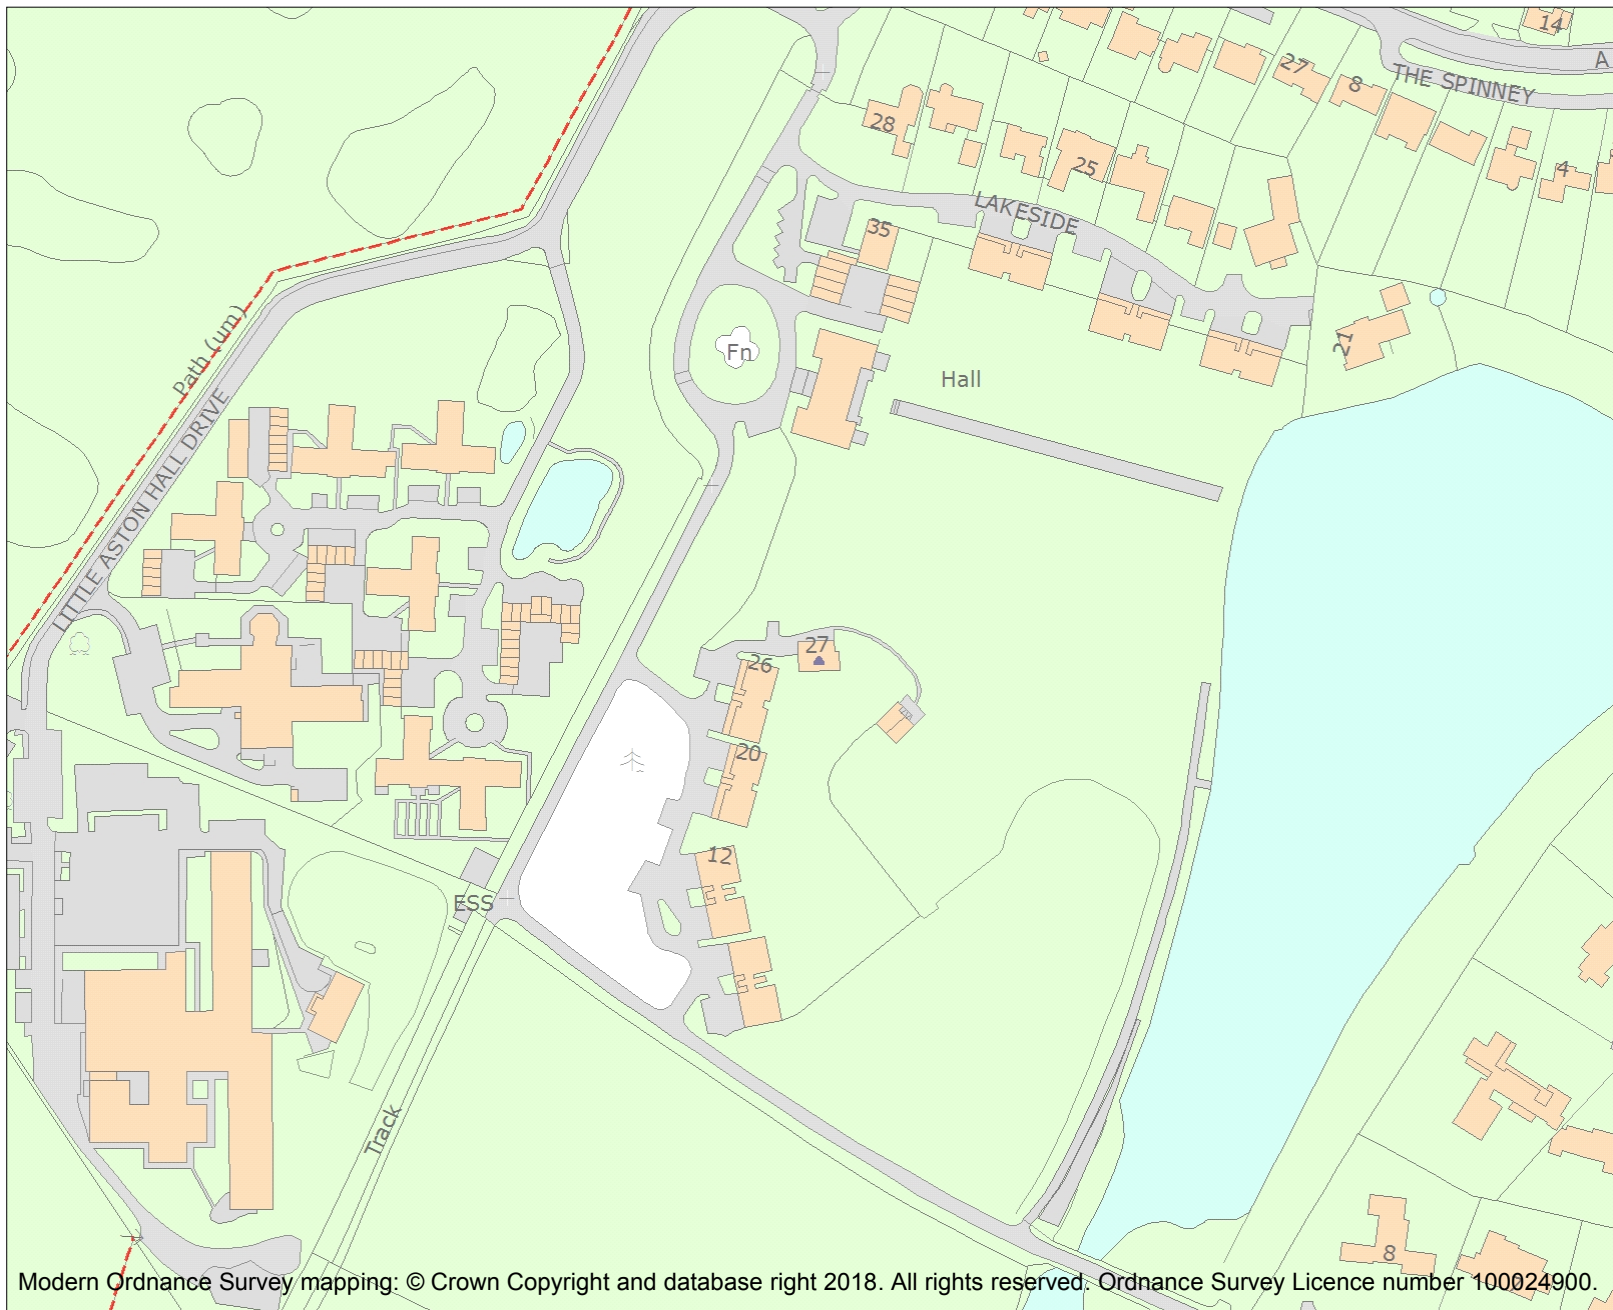 14
A
27
THE SPINNEY
8
28
25
4
LAKESIDE
35
Path (um)
21
Fn
Hall
LITTLE ASTON HALL DRIVE
27
26
20
12
ESS
Track
8
Modern Ordnance Survey mapping: © Crown Copyright and database right 2018. All rights reserved. Ordnance Survey Licence number 100024900.